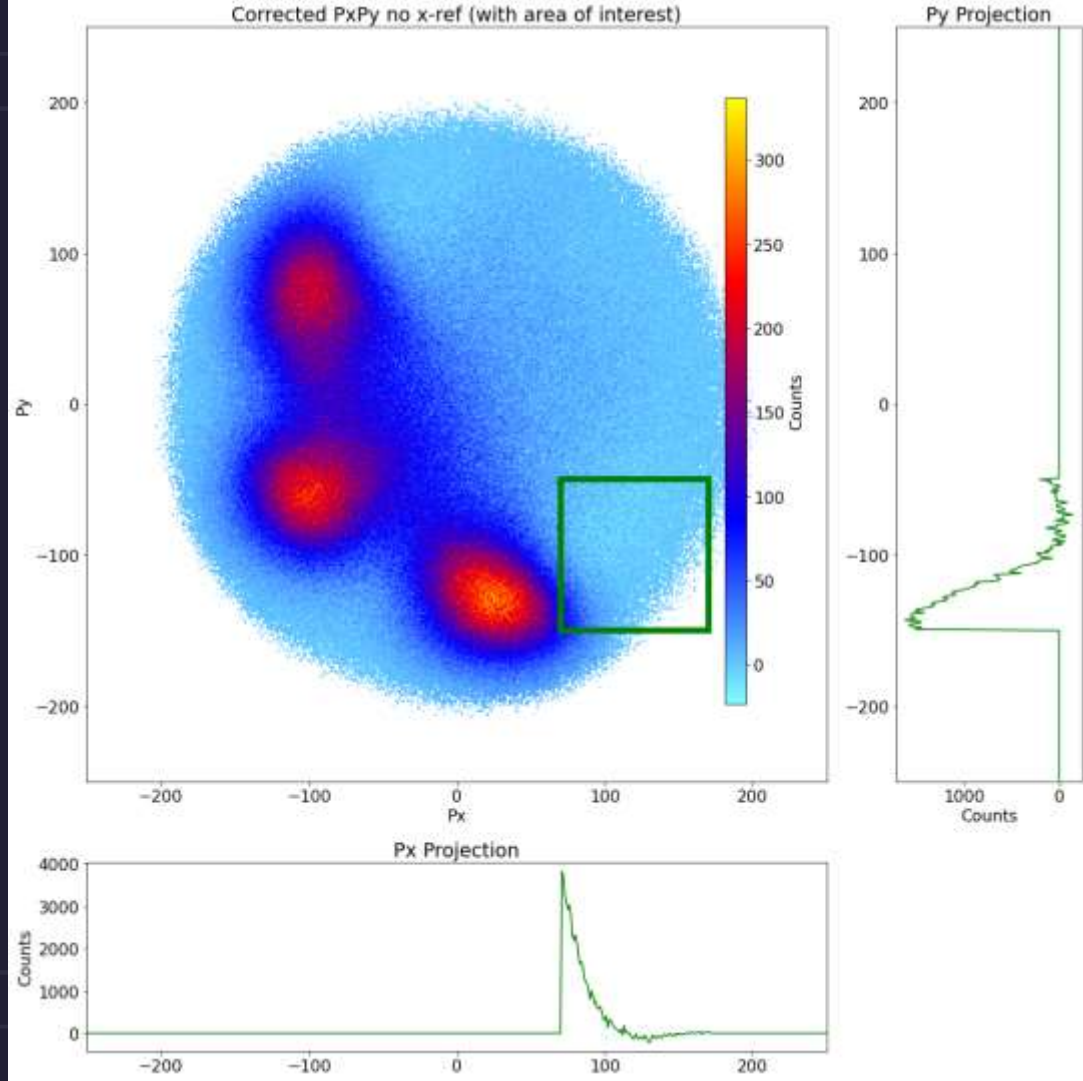 Corrected PxPy no x-ref (with area of interest)
Py Projection
200
100
0
−100
−200
Py
300
250
200
150
100
50
0
Counts
200
100
0
−100
−200
−200 −100 0 100 200
Px
1000 0
Counts
Px Projection
4000
3000
2000
1000
0
Counts
−200 −100 0 100 200